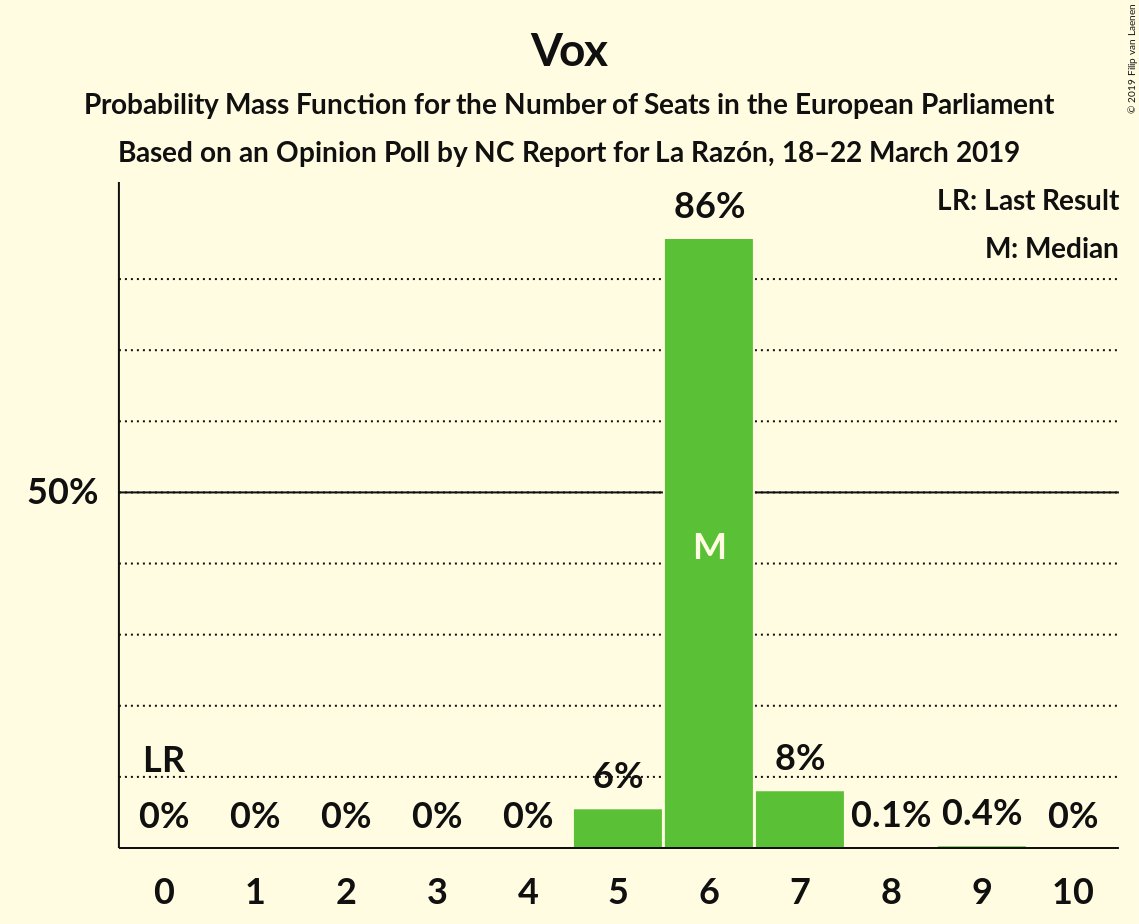 Vox
Probability Mass Function for the Number of Seats in the European Parliament
Based on an Opinion Poll by NC Report for La Razón, 18–22 March 2019
© 2019 Filip van Laenen
LR: Last Result
M: Median
86%
50%
M
LR
0%
0%
0%
0%
0%
6%
8%
0.1%
0.4%
0%
0 1 2 3 4 5 6 7 8 9 10